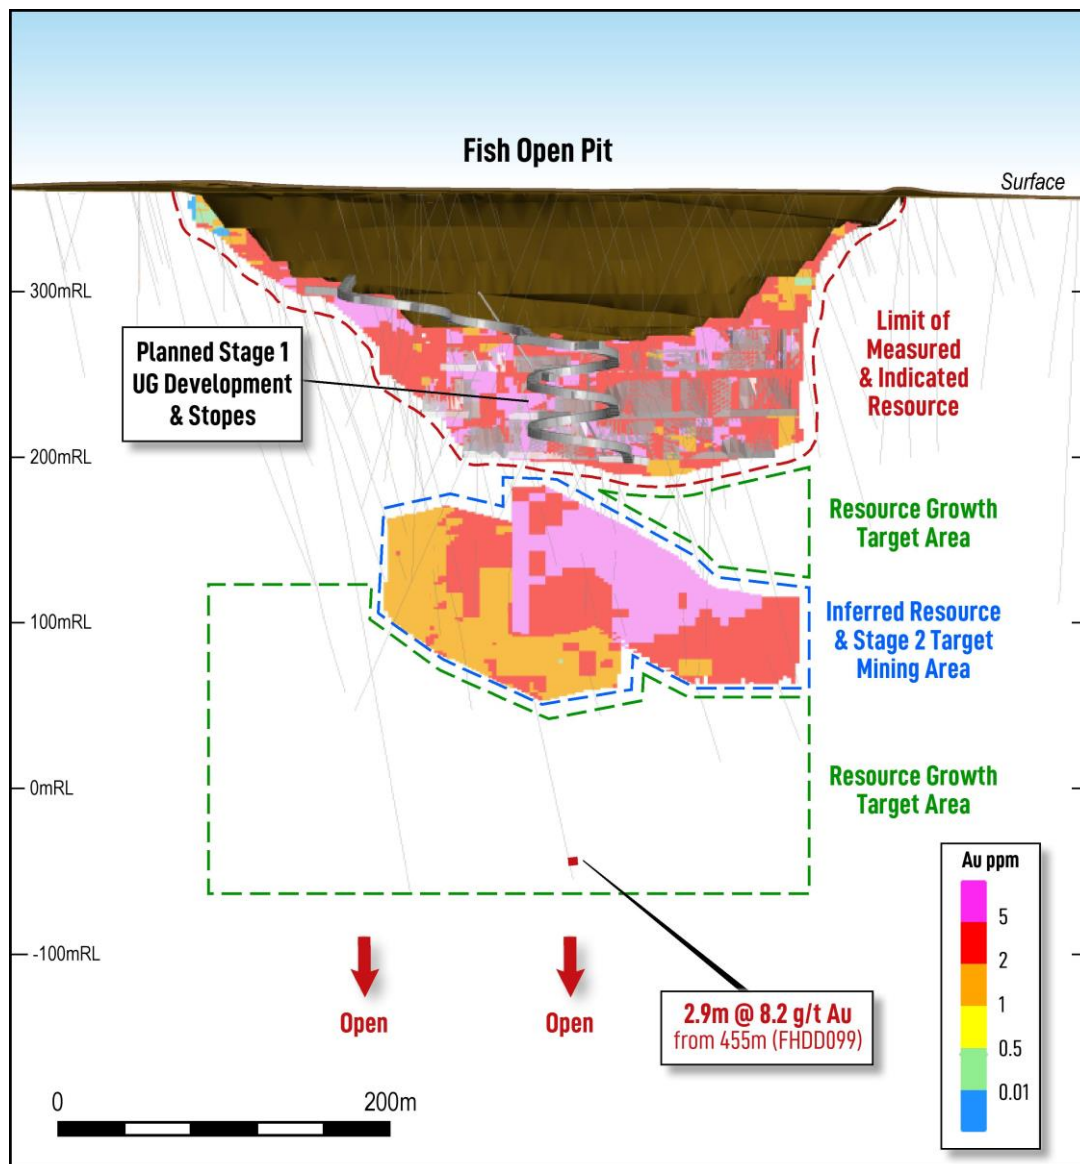 Fish Open Pit
Surface
300mRL
Planned Stage 1
UG Development
& Stopes
Limit of
Measured
& Indicated
Resource
200mRL
Resource Growth
Target Area
100mRL
Inferred Resource
& Stage 2 Target
Mining Area
0mRL
Resource Growth
Target Area
Au ppm
5
2
1
0.5
0.01
-100mRL
Open
Open
2.9m @ 8.2 g/t Au
from 455m (FHDD099)
0
200m